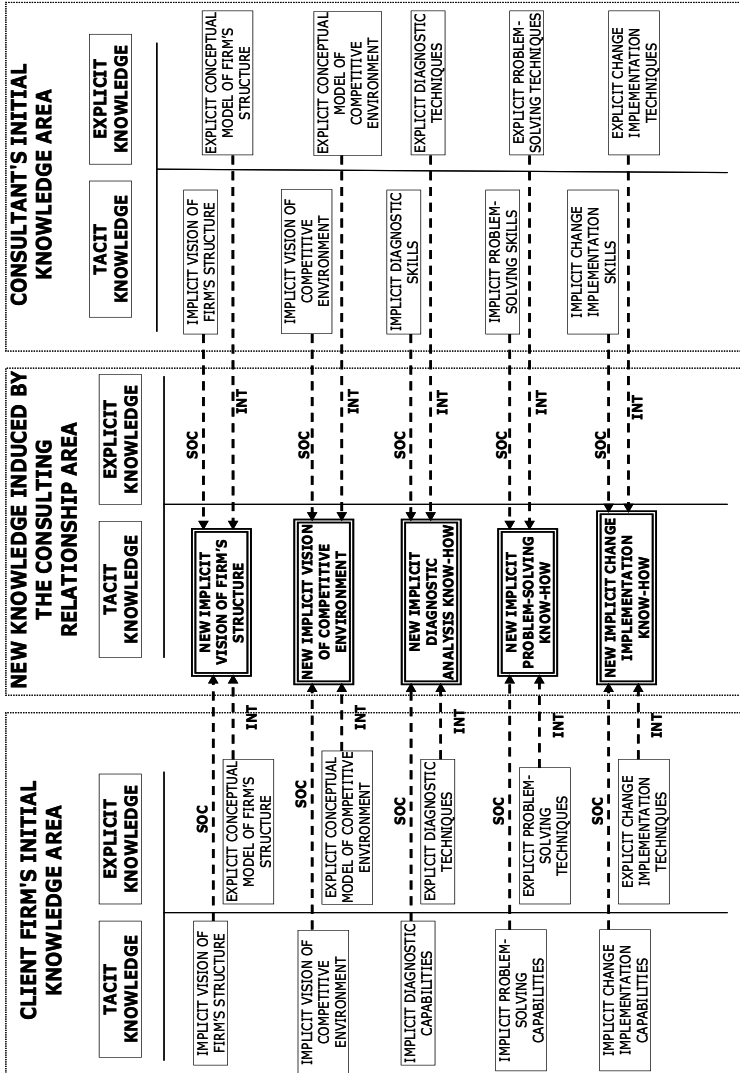 CLIENT FIRM'S INITIAL
KNOWLEDGE AREA
TACIT
KNOWLEDGE
EXPLICIT
KNOWLEDGE
IMPLICIT VISION OF
FIRM'S STRUCTURE
SOC
EXPLICIT CONCEPTUAL
MODEL OF FIRM'S
STRUCTURE
INT
IMPLICIT VISION OF
COMPETITIVE
ENVIRONMENT
SOC
EXPLICIT CONCEPTUAL
MODEL OF COMPETITIVE
ENVIRONMENT
INT
IMPLICIT DIAGNOSTIC
CAPABILITIES
SOC
EXPLICIT DIAGNOSTIC
TECHNIQUES
INT
IMPLICIT PROBLEM-
SOLVING
CAPABILITIES
SOC
EXPLICIT PROBLEM-
SOLVING
TECHNIQUES
INT
IMPLICIT CHANGE
IMPLEMENTATION
CAPABILITIES
SOC
EXPLICIT CHANGE
IMPLEMENTATION
TECHNIQUES
INT
NEW KNOWLEDGE INDUCED BY
THE CONSULTING
RELATIONSHIP AREA
TACIT
KNOWLEDGE
EXPLICIT
KNOWLEDGE
NEW IMPLICIT
VISION OF FIRM'S
STRUCTURE
SOC
INT
NEW IMPLICIT VISION
OF COMPETITIVE
ENVIRONMENT
SOC
INT
NEW IMPLICIT
DIAGNOSTIC
ANALYSIS KNOW-HOW
SOC
INT
NEW IMPLICIT
PROBLEM-SOLVING
KNOW-HOW
SOC
INT
NEW IMPLICIT CHANGE
IMPLEMENTATION
KNOW-HOW
SOC
INT
CONSULTANT'S INITIAL
KNOWLEDGE AREA
TACIT
KNOWLEDGE
EXPLICIT
KNOWLEDGE
IMPLICIT VISION OF
FIRM'S STRUCTURE
EXPLICIT CONCEPTUAL
MODEL OF FIRM'S
STRUCTURE
IMPLICIT VISION OF
COMPETITIVE
ENVIRONMENT
EXPLICIT CONCEPTUAL
MODEL OF
COMPETITIVE
ENVIRONMENT
IMPLICIT DIAGNOSTIC
SKILLS
EXPLICIT DIAGNOSTIC
TECHNIQUES
IMPLICIT PROBLEM-
SOLVING SKILLS
EXPLICIT PROBLEM-
SOLVING TECHNIQUES
IMPLICIT CHANGE
IMPLEMENTATION
SKILLS
EXPLICIT CHANGE
IMPLEMENTATION
TECHNIQUES